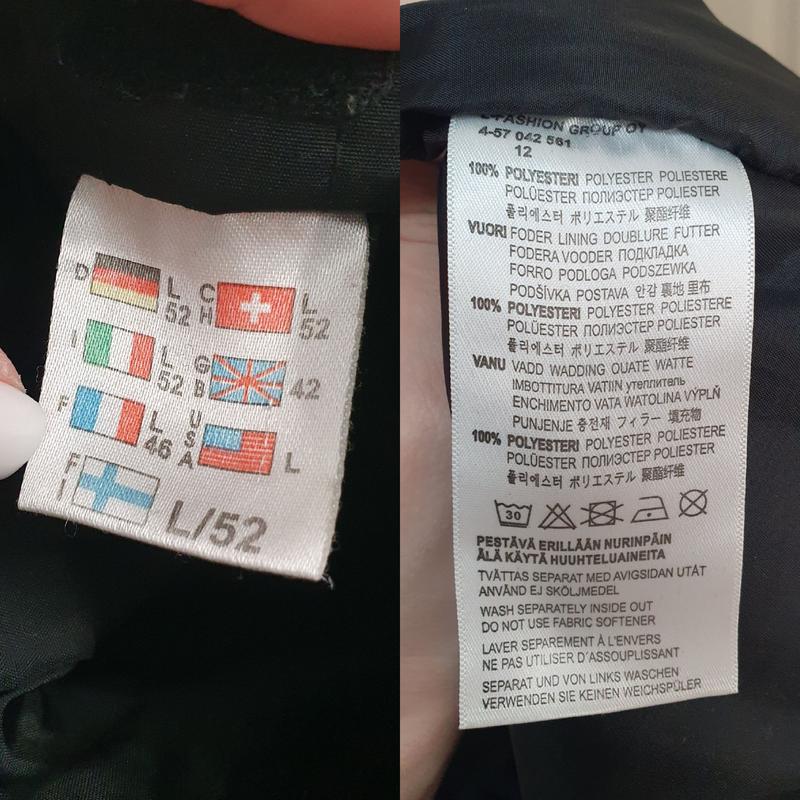 D L 52
CH L 52
I L 52
GB 42
F L 46
USA L
FI L/52
L-FASHION GROUP OY
4-57 042 561
12
100% POLYESTERI POLYESTER POLIESTERE
POLÜESTER ПОЛИЭСТЕР POLIESTER
폴리에스터 ポリエステル 聚酯纤维
VUORI FODER LINING DOUBLURE FUTTER
FODERA VOODER ПОДКЛАДКА
FORRO PODLOGA PODSZEWKA
PODŠÍVKA POSTAVA 안감 裏地 里布
100% POLYESTERI POLYESTER POLIESTERE
POLÜESTER ПОЛИЭСТЕР POLIESTER
폴리에스터 ポリエステル 聚酯纤维
VANU VADD WADDING OUATE WATTE
IMBOTTITURA VATIIN утеплитель
ENCHIMENTO VATA WATOLINA VÝPLŇ
PUNJENJE 충전재 フィラー 填充物
100% POLYESTERI POLYESTER POLIESTERE
POLÜESTER ПОЛИЭСТЕР POLIESTER
폴리에스터 ポリエステル 聚酯纤维
30
PESTÄVÄ ERILLÄÄN NURINPÄIN
ÄLÄ KÄYTÄ HUUHTELUAINEITA
TVÄTTAS SEPARAT MED AVIGSIDAN UTÅT
ANVÄND EJ SKÖLJMEDEL
WASH SEPARATELY INSIDE OUT
DO NOT USE FABRIC SOFTENER
LAVER SEPAREMENT À L'ENVERS
NE PAS UTILISER D'ASSOUPLISSANT
SEPARAT UND VON LINKS WASCHEN
VERWENDEN SIE KEINEN WEICHSPÜLER